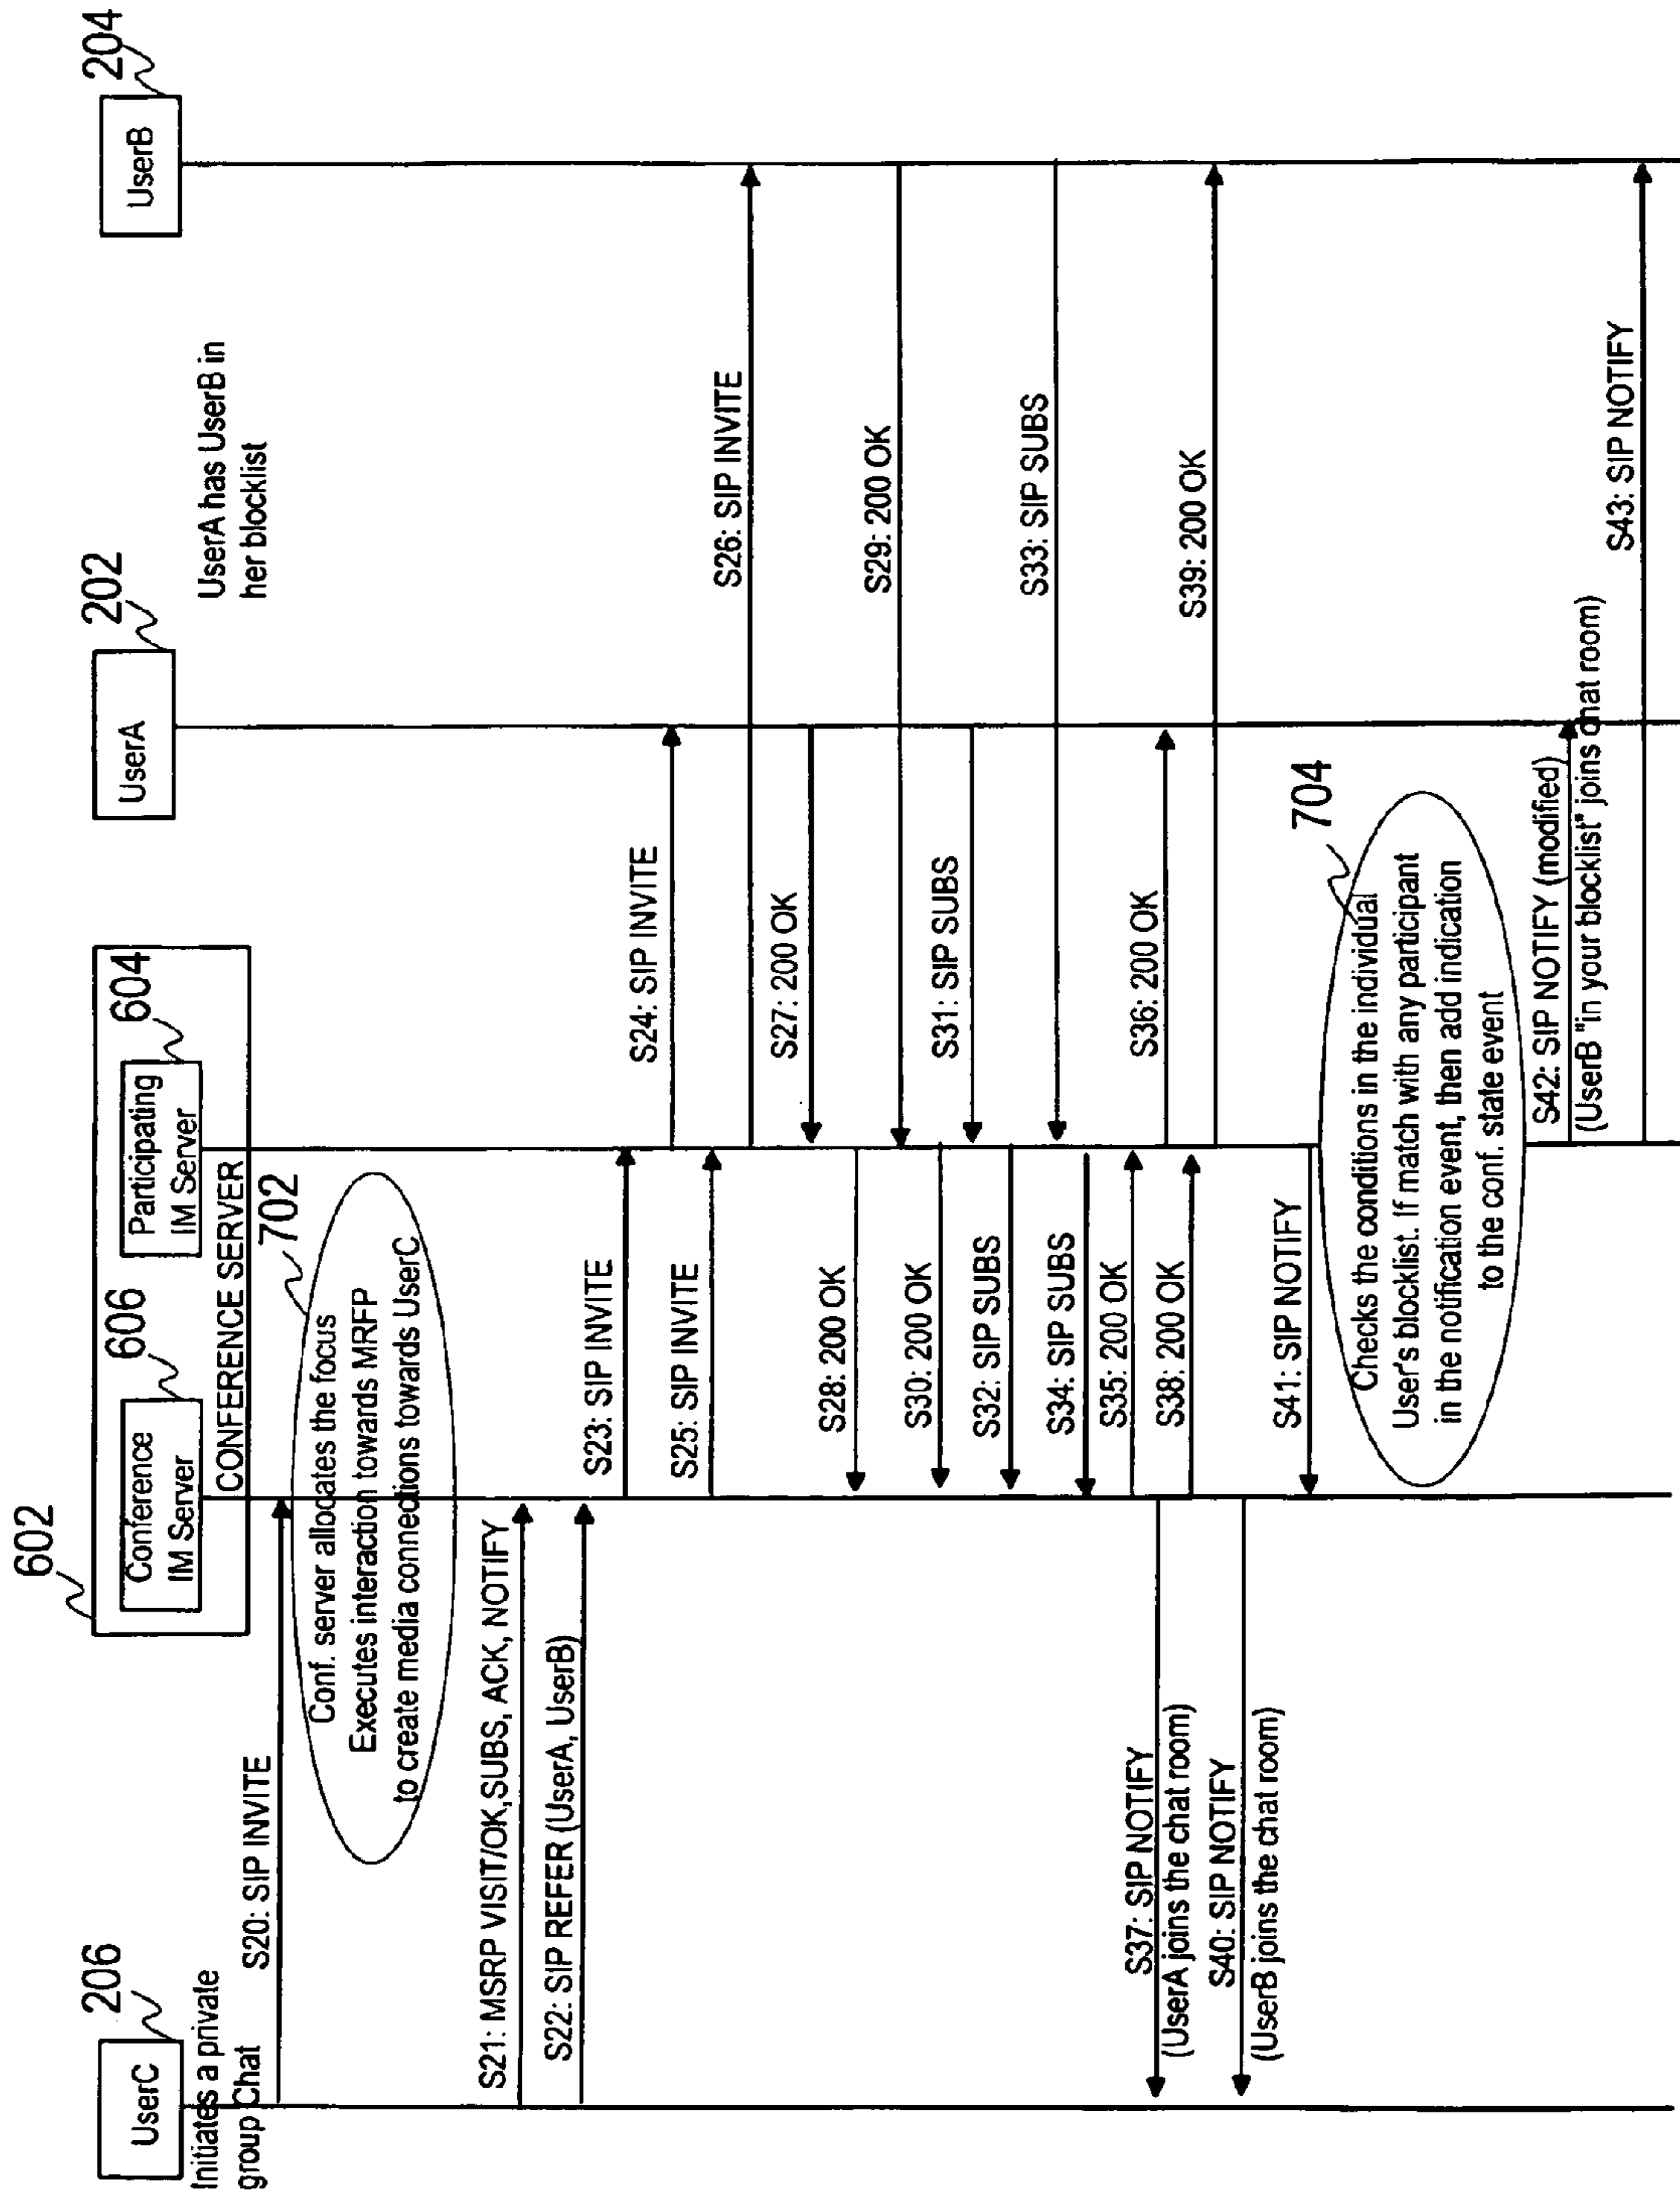 602
206
UserC
Initiates a private
group Chat
Conference
IM Server
606
Participating
IM Server
604
CONFERENCE SERVER
202
UserA
204
UserB
UserA has UserB in
her blocklist
S20: SIP INVITE
702
Conf. server allocates the focus
Executes interaction towards MRFP
to create media connections towards UserC
S21: MSRP VISIT/OK,SUBS, ACK, NOTIFY
S22: SIP REFER (UserA, UserB)
S23: SIP INVITE
S24: SIP INVITE
S25: SIP INVITE
S26: SIP INVITE
S27: 200 OK
S28: 200 OK
S29: 200 OK
S30: 200 OK
S31: SIP SUBS
S32: SIP SUBS
S33: SIP SUBS
S34: SIP SUBS
S35: 200 OK
S36: 200 OK
S37: SIP NOTIFY
(UserA joins the chat room)
S38: 200 OK
S39: 200 OK
S40: SIP NOTIFY
(UserB joins the chat room)
S41: SIP NOTIFY
704
Checks the conditions in the individual
User's blocklist. If match with any participant
in the notification event, then add indication
to the conf. state event
S42: SIP NOTIFY (modified)
(UserB "in your blocklist" joins chat room)
S43: SIP NOTIFY